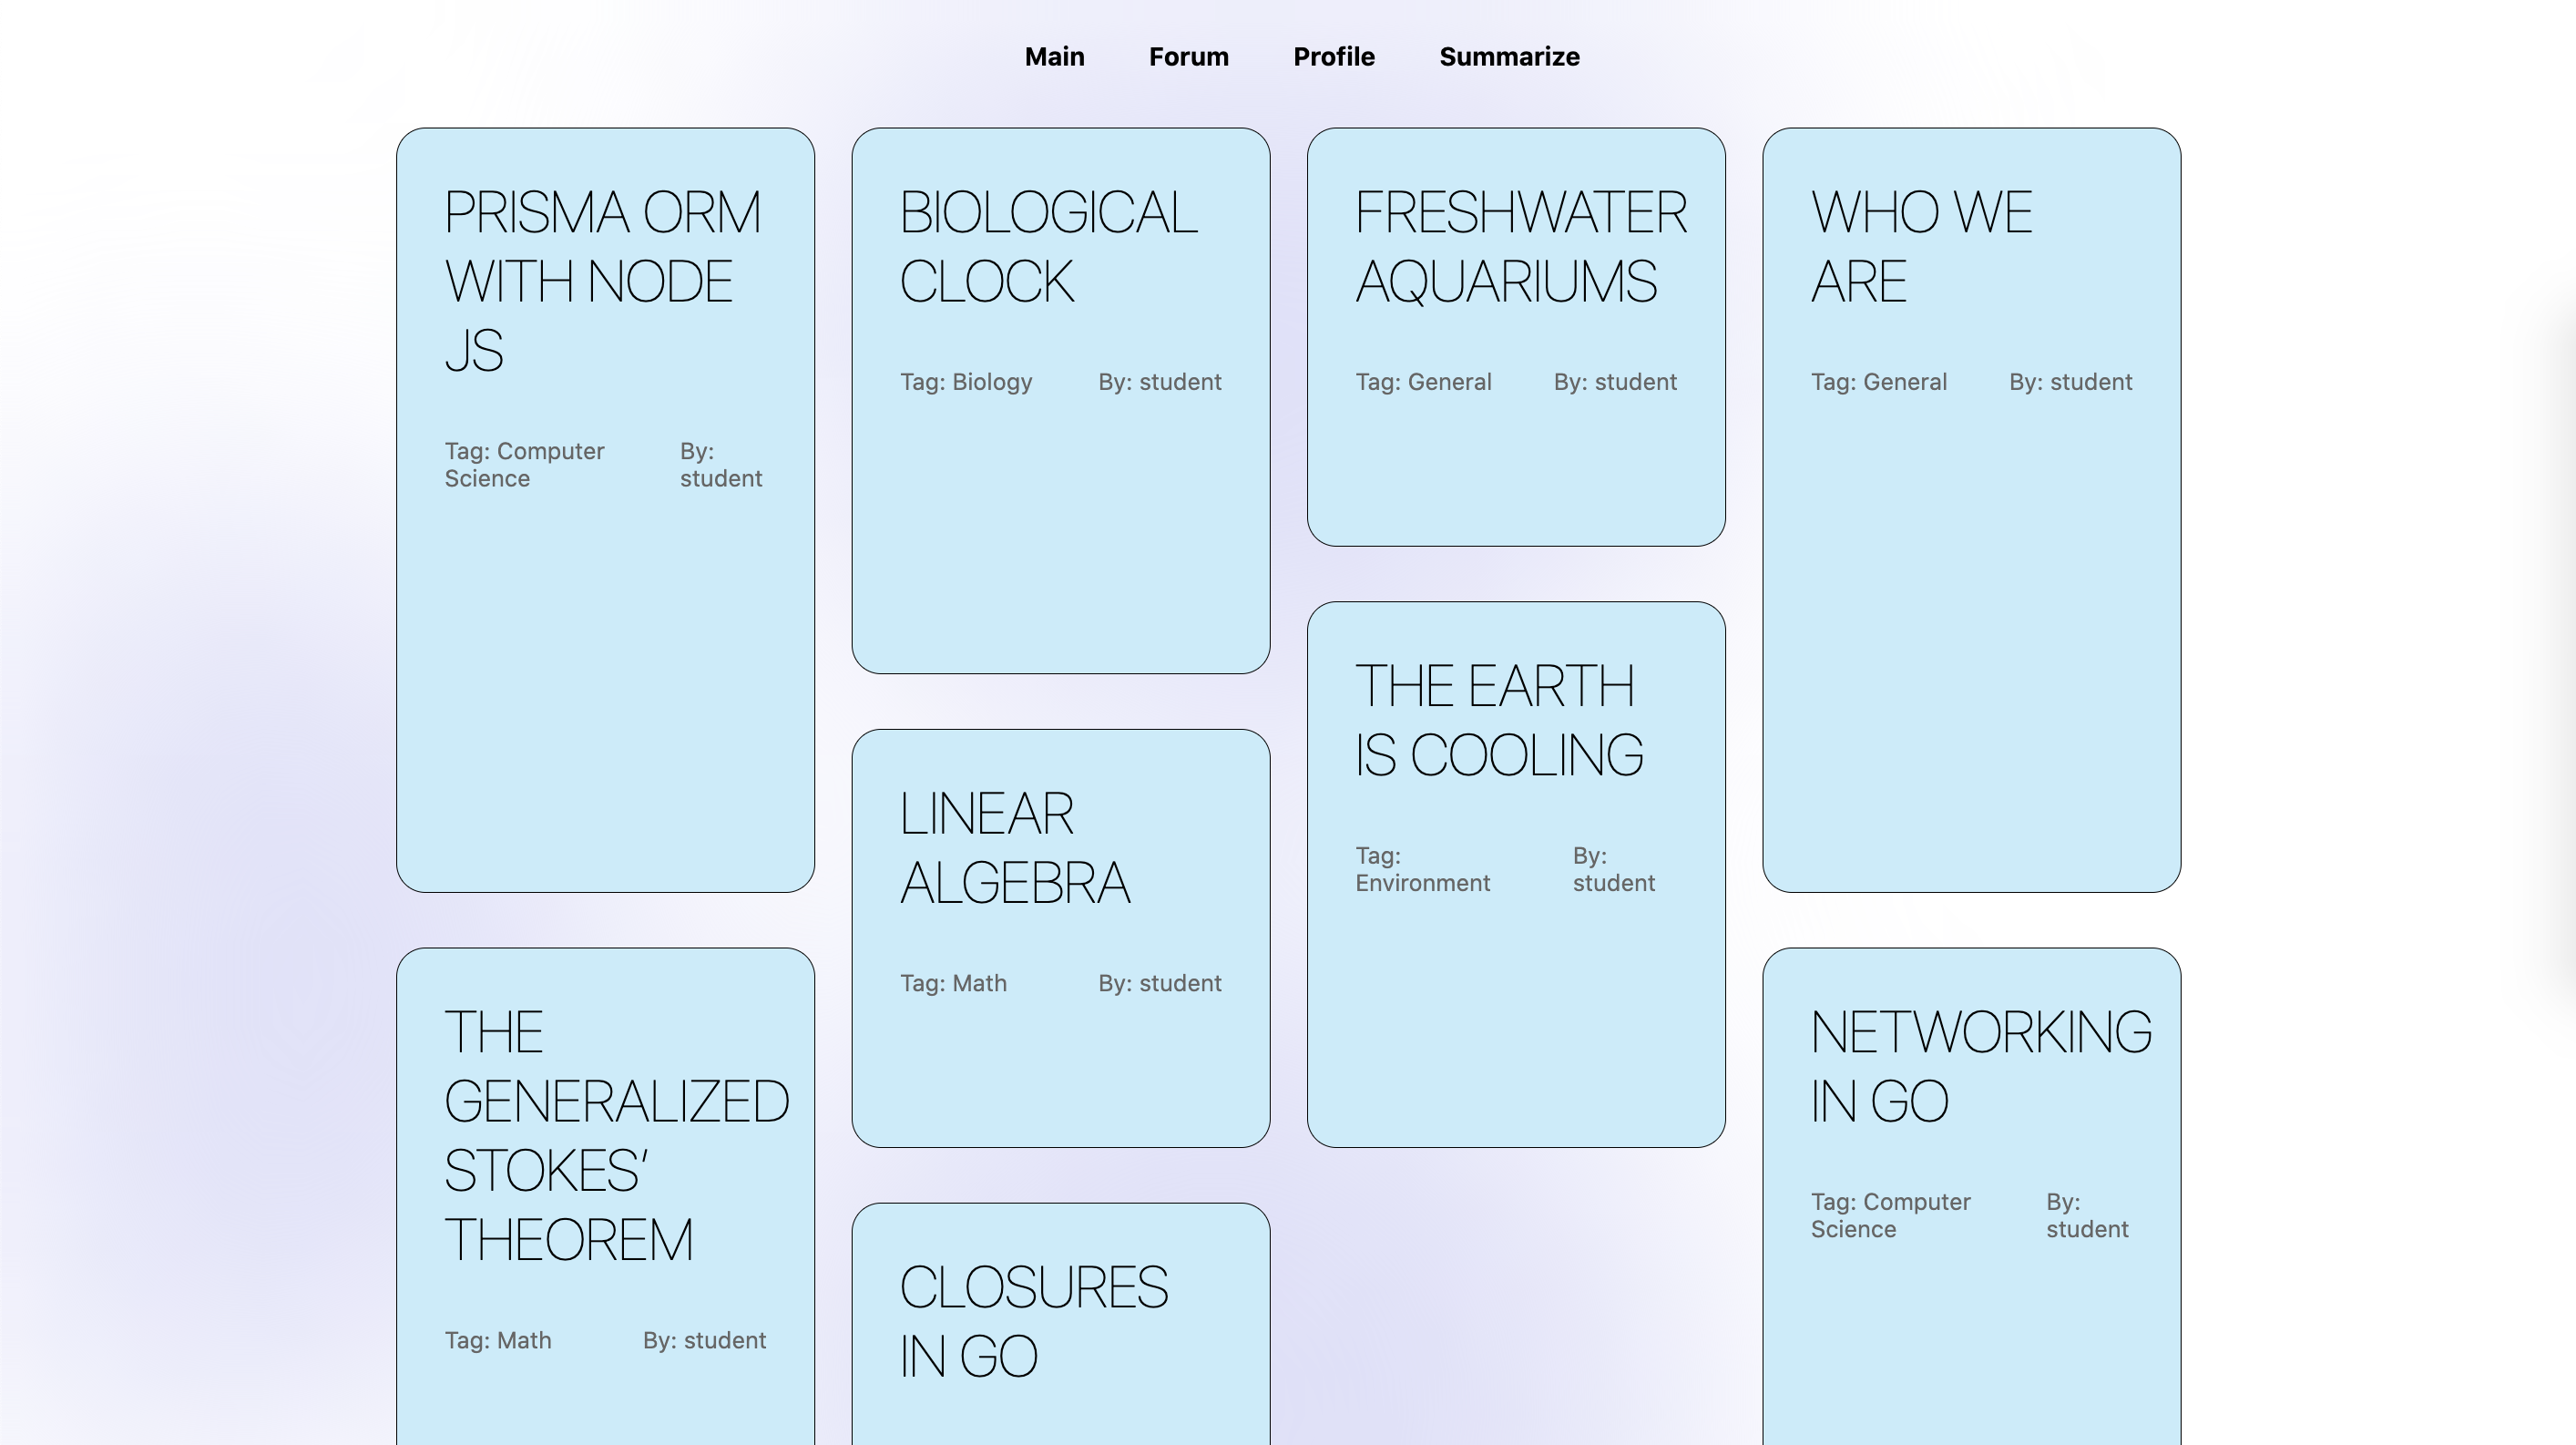 Main Forum Profile Summarize
PRISMA ORM
WITH NODE
JS
Tag: Computer
Science
By:
student
BIOLOGICAL
CLOCK
Tag: Biology
By: student
FRESHWATER
AQUARIUMS
Tag: General
By: student
WHO WE
ARE
Tag: General
By: student
THE EARTH
IS COOLING
Tag:
Environment
By:
student
LINEAR
ALGEBRA
Tag: Math
By: student
THE
GENERALIZED
STOKES’
THEOREM
Tag: Math
By: student
NETWORKING
IN GO
Tag: Computer
Science
By:
student
CLOSURES
IN GO